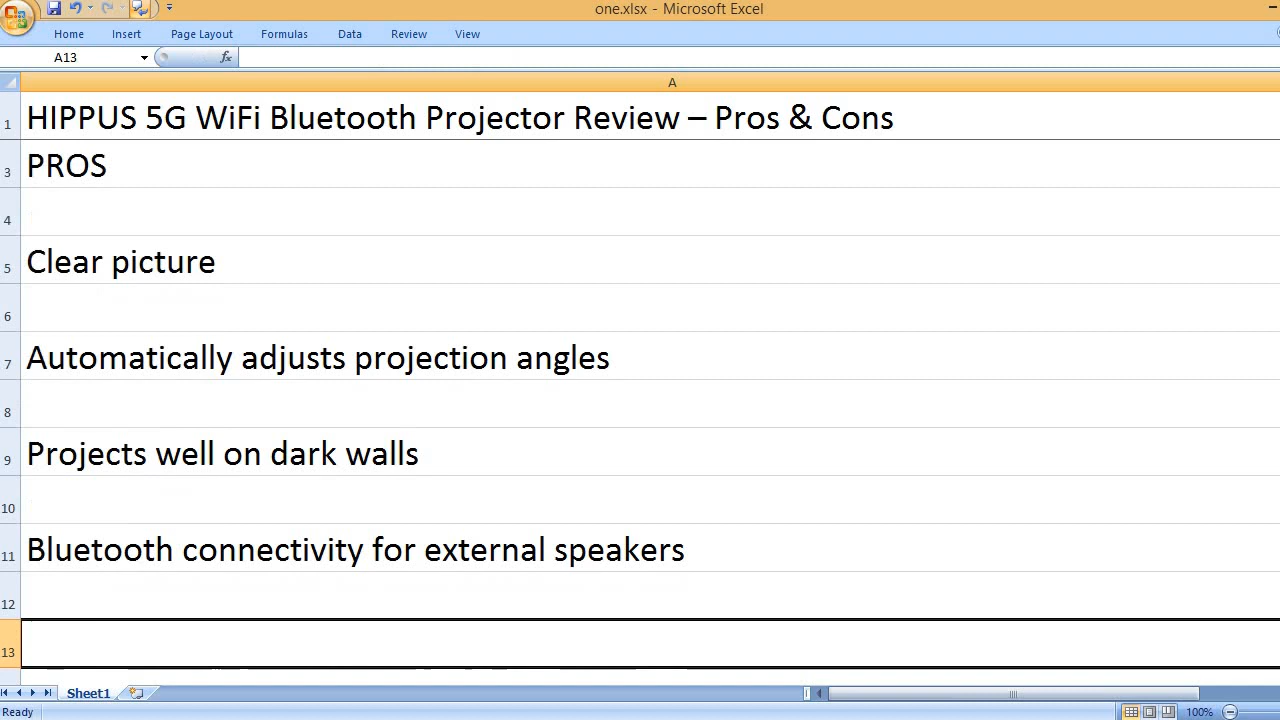 one.xlsx - Microsoft Excel
Home Insert Page Layout Formulas Data Review View
A13 fx
A
1 HIPPUS 5G WiFi Bluetooth Projector Review – Pros & Cons
3 PROS
4
5 Clear picture
6
7 Automatically adjusts projection angles
8
9 Projects well on dark walls
10
11 Bluetooth connectivity for external speakers
12
13
Sheet1
Ready 100%